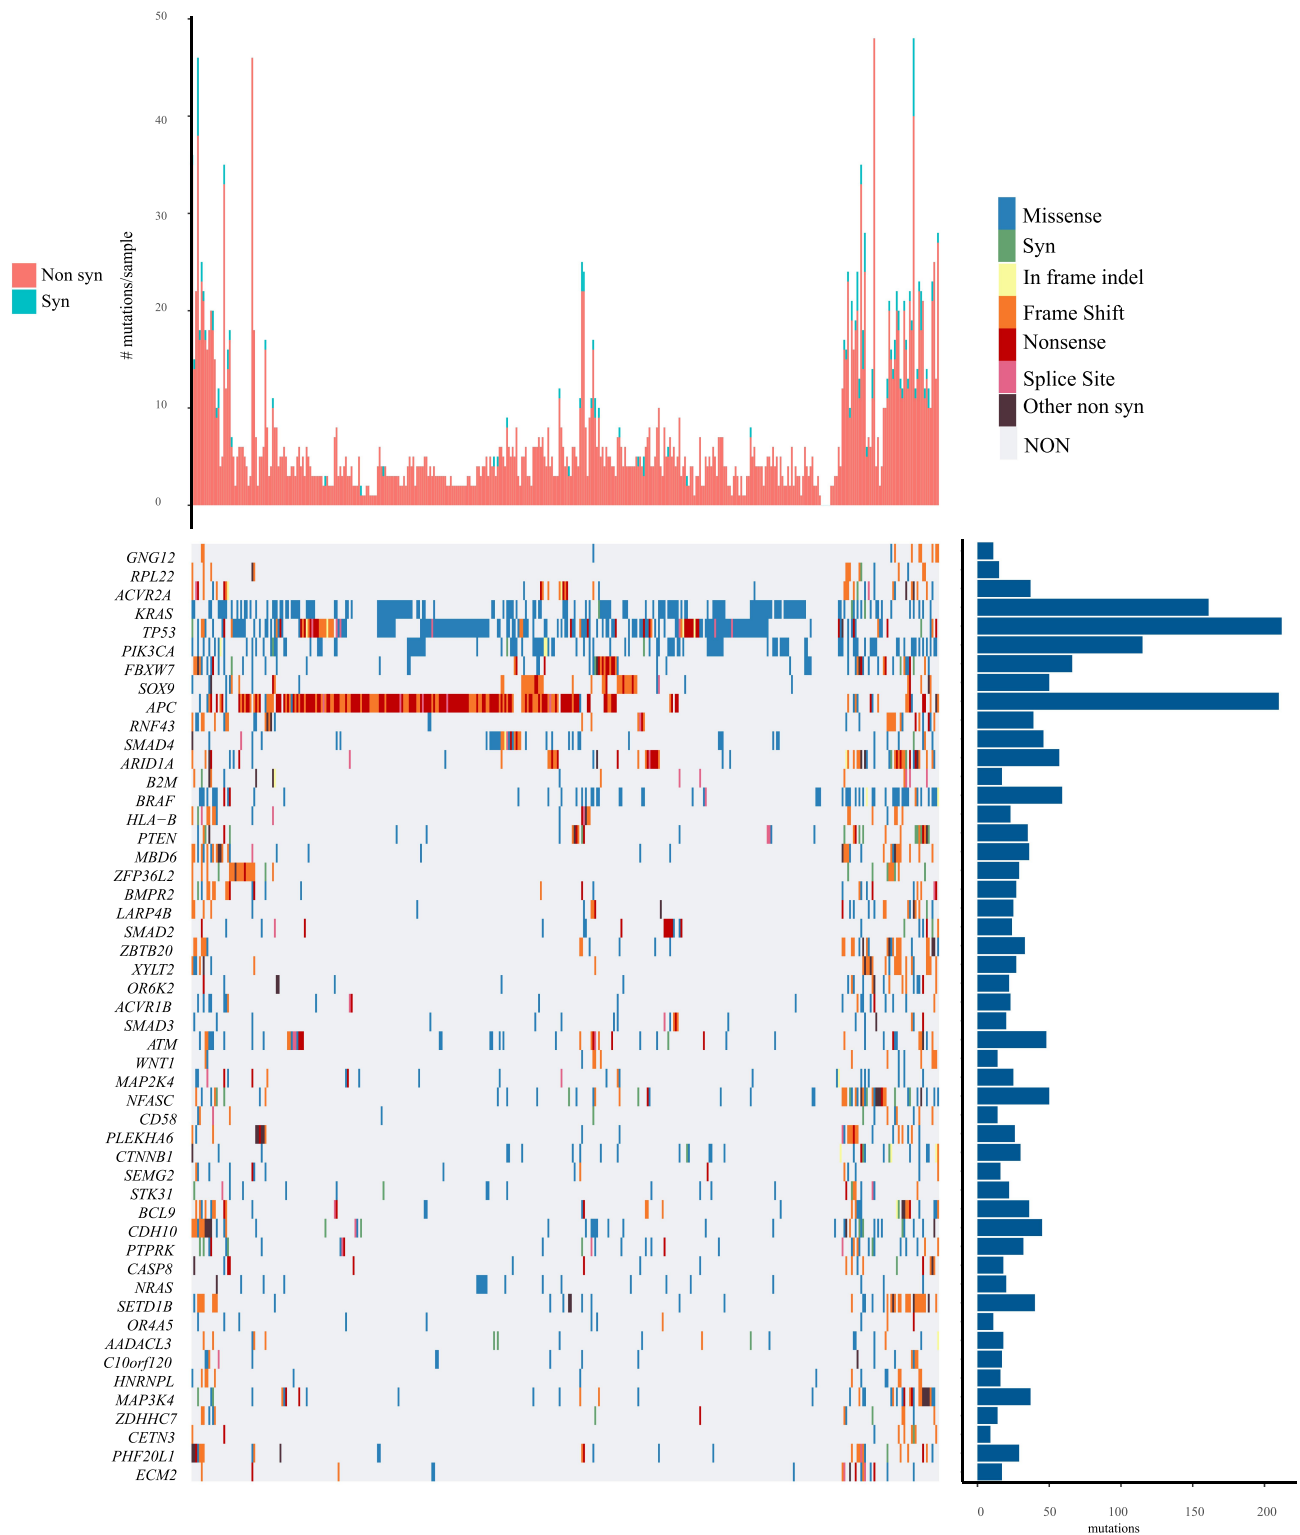 50
40
30
20
10
0
# mutations/sample
Non syn
Syn
Missense
Syn
In frame indel
Frame Shift
Nonsense
Splice Site
Other non syn
NON
GNG12
RPL22
ACVR2A
KRAS
TP53
PIK3CA
FBXW7
SOX9
APC
RNF43
SMAD4
ARID1A
B2M
BRAF
HLA−B
PTEN
MBD6
ZFP36L2
BMPR2
LARP4B
SMAD2
ZBTB20
XYLT2
OR6K2
ACVR1B
SMAD3
ATM
WNT1
MAP2K4
NFASC
CD58
PLEKHA6
CTNNB1
SEMG2
STK31
BCL9
CDH10
PTPRK
CASP8
NRAS
SETD1B
OR4A5
AADACL3
C10orf120
HNRNPL
MAP3K4
ZDHHC7
CETN3
PHF20L1
ECM2
0 50 100 150 200
mutations